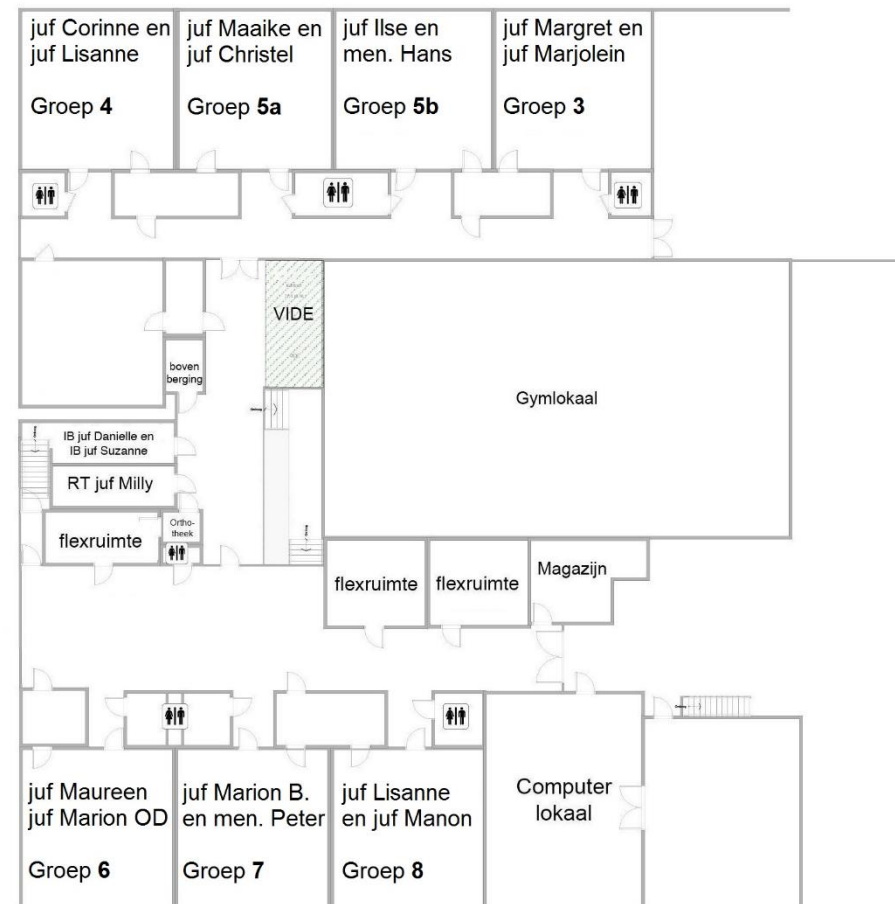 juf Corinne en
juf Lisanne
Groep 4
juf Maaike en
juf Christel
Groep 5a
juf Ilse en
men. Hans
Groep 5b
juf Margret en
juf Marjolein
Groep 3
VIDE
boven
berging
Gymlokaal
IB juf Danielle en
IB juf Suzanne
RT juf Milly
flexruimte
Ortho-
theek
flexruimte
flexruimte
Magazijn
juf Maureen
juf Marion OD
Groep 6
juf Marion B.
en men. Peter
Groep 7
juf Lisanne
en juf Manon
Groep 8
Computer
lokaal